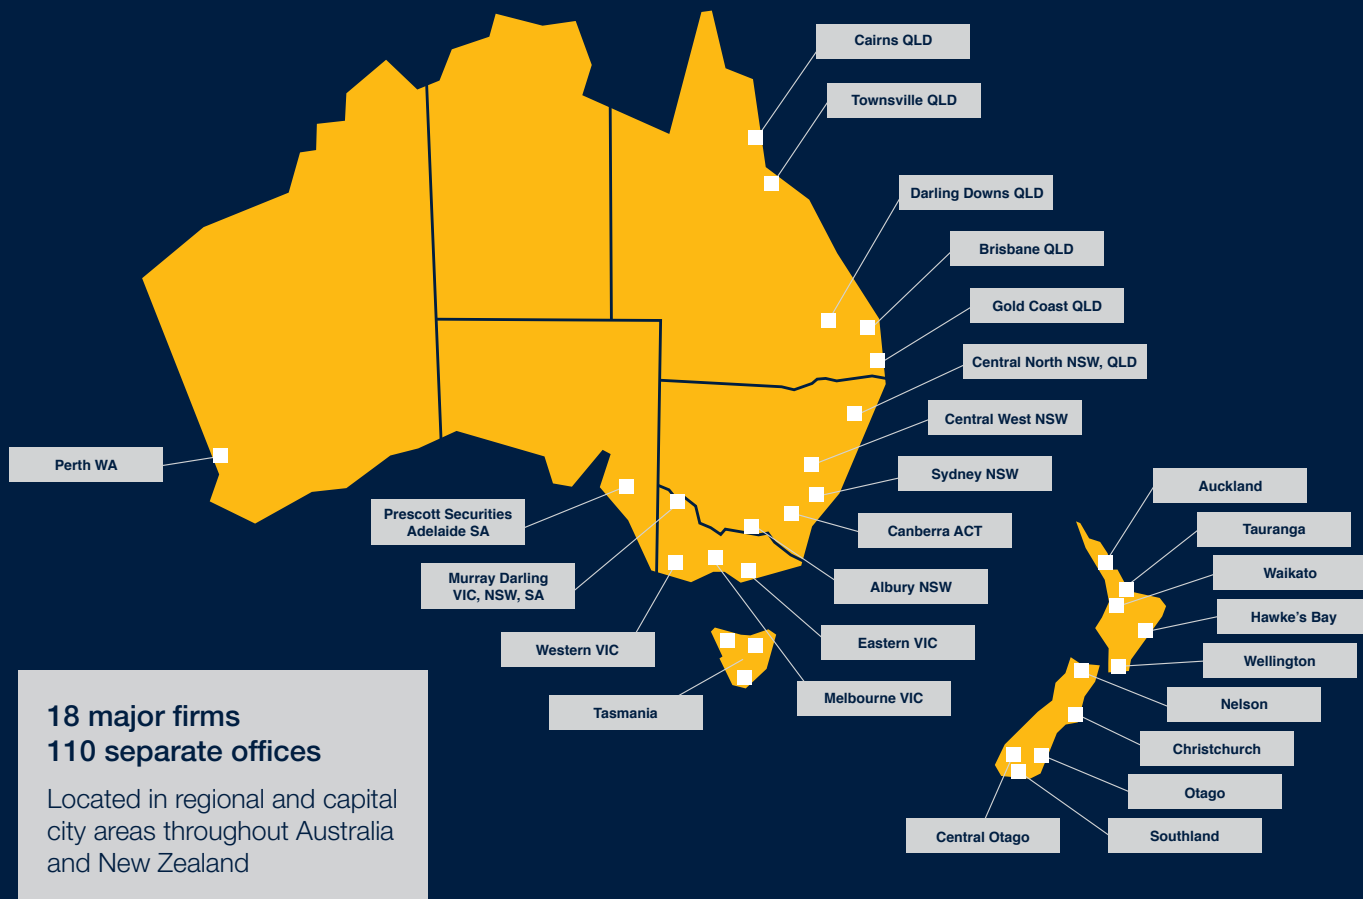 Cairns QLD
Townsville QLD
Darling Downs QLD
Brisbane QLD
Gold Coast QLD
Central North NSW, QLD
Central West NSW
Perth WA
Sydney NSW
Auckland
Prescott Securities
Adelaide SA
Canberra ACT
Tauranga
Murray Darling
VIC, NSW, SA
Albury NSW
Waikato
Hawke's Bay
Western VIC
Eastern VIC
Wellington
Tasmania
Melbourne VIC
Nelson
Christchurch
Otago
Central Otago
Southland
18 major firms
110 separate offices
Located in regional and capital
city areas throughout Australia
and New Zealand